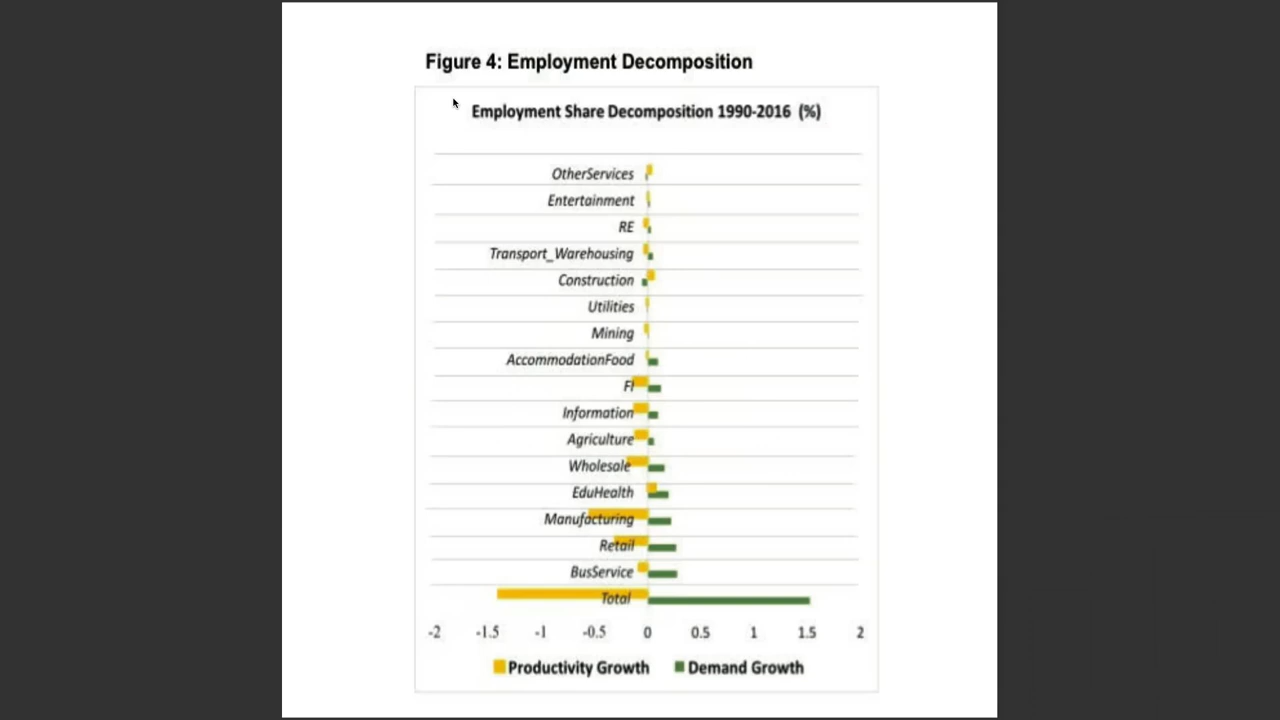 Figure 4: Employment Decomposition
Employment Share Decomposition 1990-2016 (%)
OtherServices
Entertainment
RE
Transport_Warehousing
Construction
Utilities
Mining
AccommodationFood
FI
Information
Agriculture
Wholesale
EduHealth
Manufacturing
Retail
BusService
Total
-2 -1.5 -1 -0.5 0 0.5 1 1.5 2
Productivity Growth Demand Growth